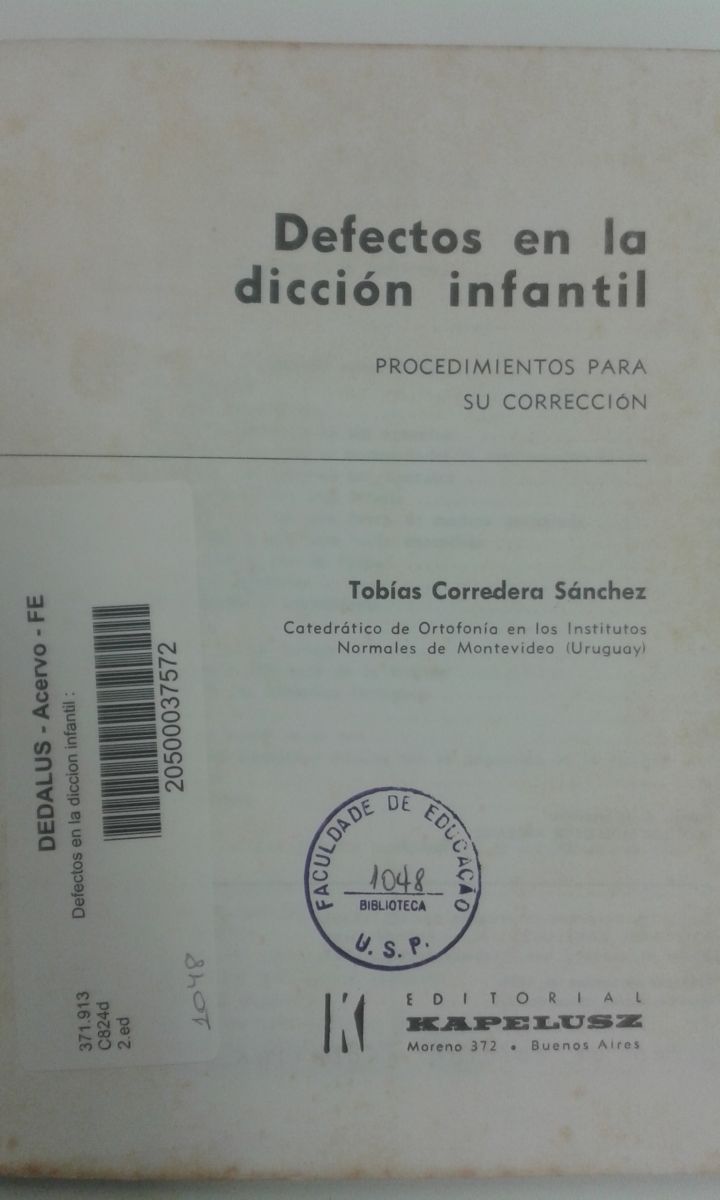 Defectos en la
dicción infantil
PROCEDIMIENTOS PARA
SU CORRECCIÓN
Tobías Corredera Sánchez
Catedrático de Ortofonía en los Institutos
Normales de Montevideo (Uruguay)
DEDALUS - Acervo - FE
Defectos en la diccion infantil :
20500037572
371.913
C824d
2.ed
1048
FACULDADE DE EDUCAÇÃO
1048
BIBLIOTECA
U. S. P.
EDITORIAL
KAPELUSZ
Moreno 372 • Buenos Aires